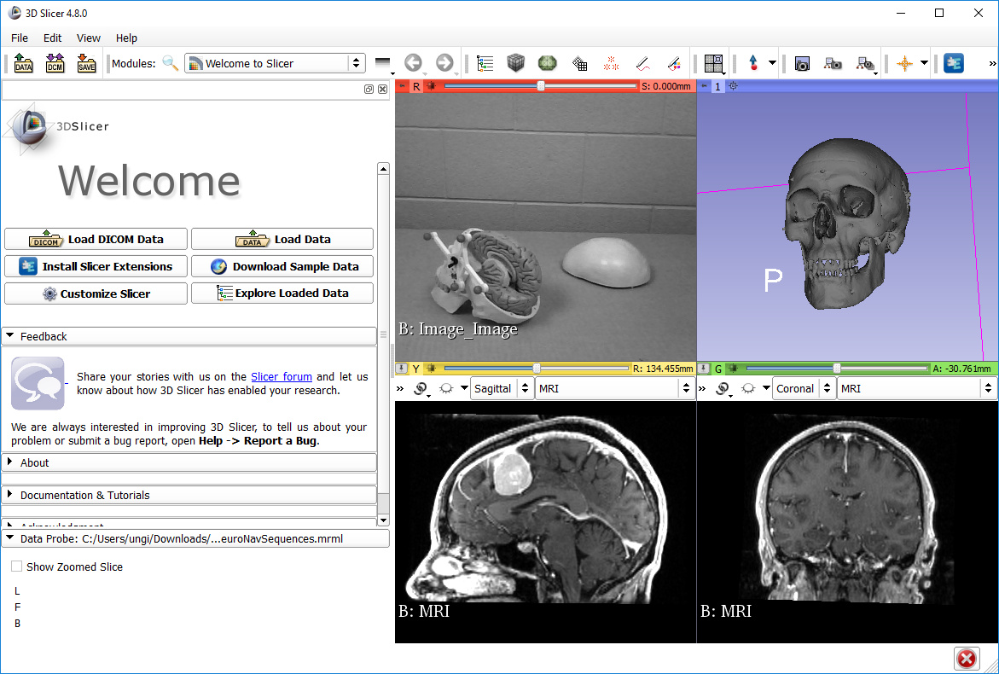 3D Slicer 4.8.0
File Edit View Help
DATA DCM SAVE Modules: Welcome to Slicer
R S: 0.000mm 1
3DSlicer
Welcome
Load DICOM Data
DICOM
Load Data
DATA
Install Slicer Extensions
Download Sample Data
Customize Slicer
Explore Loaded Data
Feedback
Share your stories with us on the Slicer forum and let us
know about how 3D Slicer has enabled your research.
We are always interested in improving 3D Slicer, to tell us about your
problem or submit a bug report, open Help -> Report a Bug.
About
Documentation & Tutorials
Data Probe: C:/Users/ungi/Downloads/...euroNavSequences.mrml
Show Zoomed Slice
L
F
B
B: Image_Image
P
Y R: 134.455mm
Sagittal MRI
B: MRI
G A: -30.761mm
Coronal MRI
B: MRI